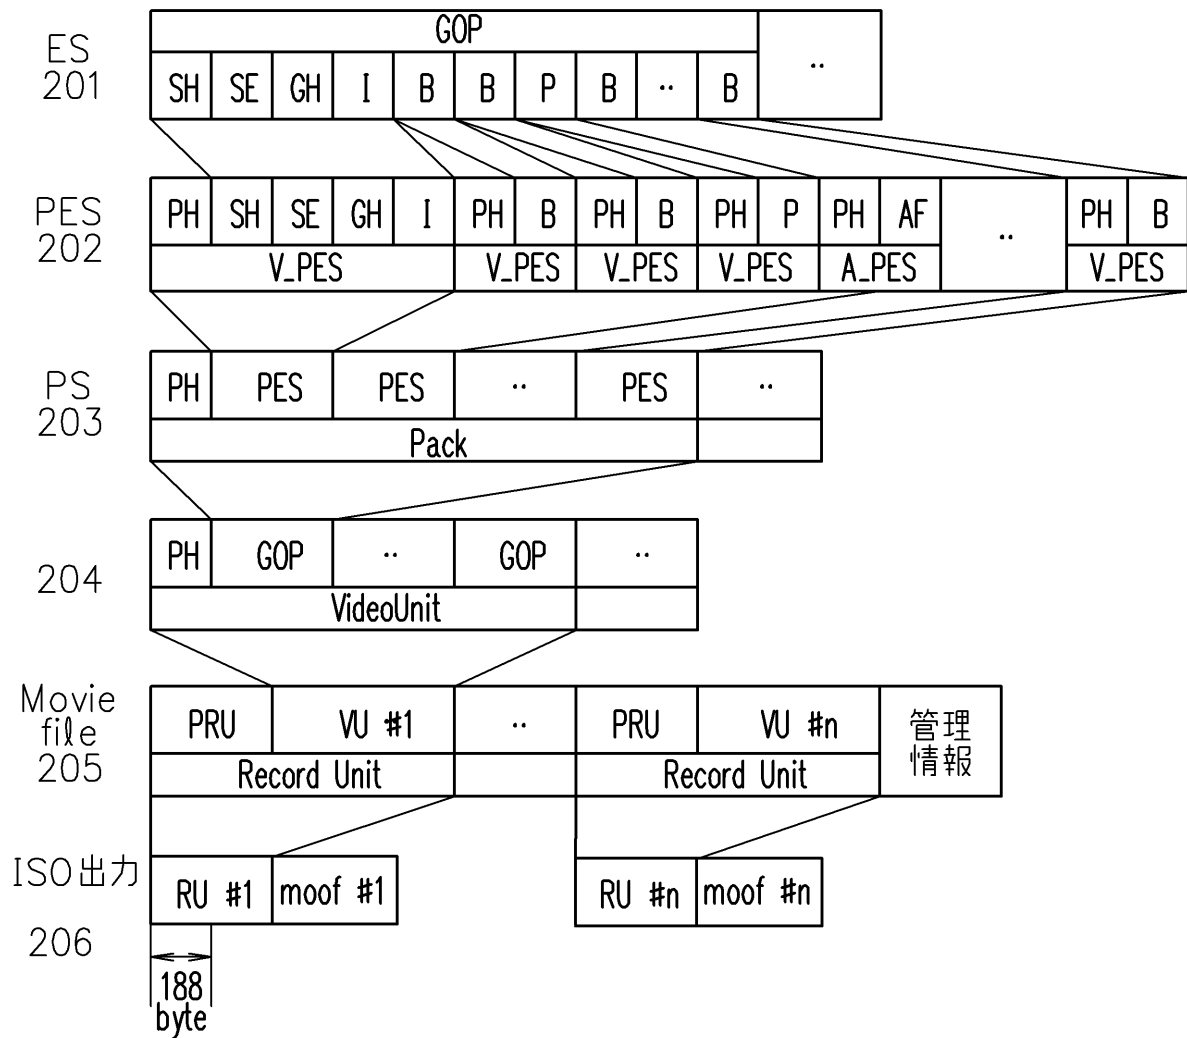 ES
201
GOP
‥
SH SE GH I B B P B ‥ B
PES
202
PH SH SE GH I PH B PH B PH P PH AF ‥ PH B
V_PES V_PES V_PES V_PES A_PES V_PES
PS
203
PH PES PES ‥ PES ‥
Pack
204
PH GOP ‥ GOP ‥
VideoUnit
Movie
file
205
PRU VU #1 ‥ PRU VU #n
Record Unit Record Unit
管理
情報
ISO出力
206
RU #1 moof #1 RU #n moof #n
188
byte